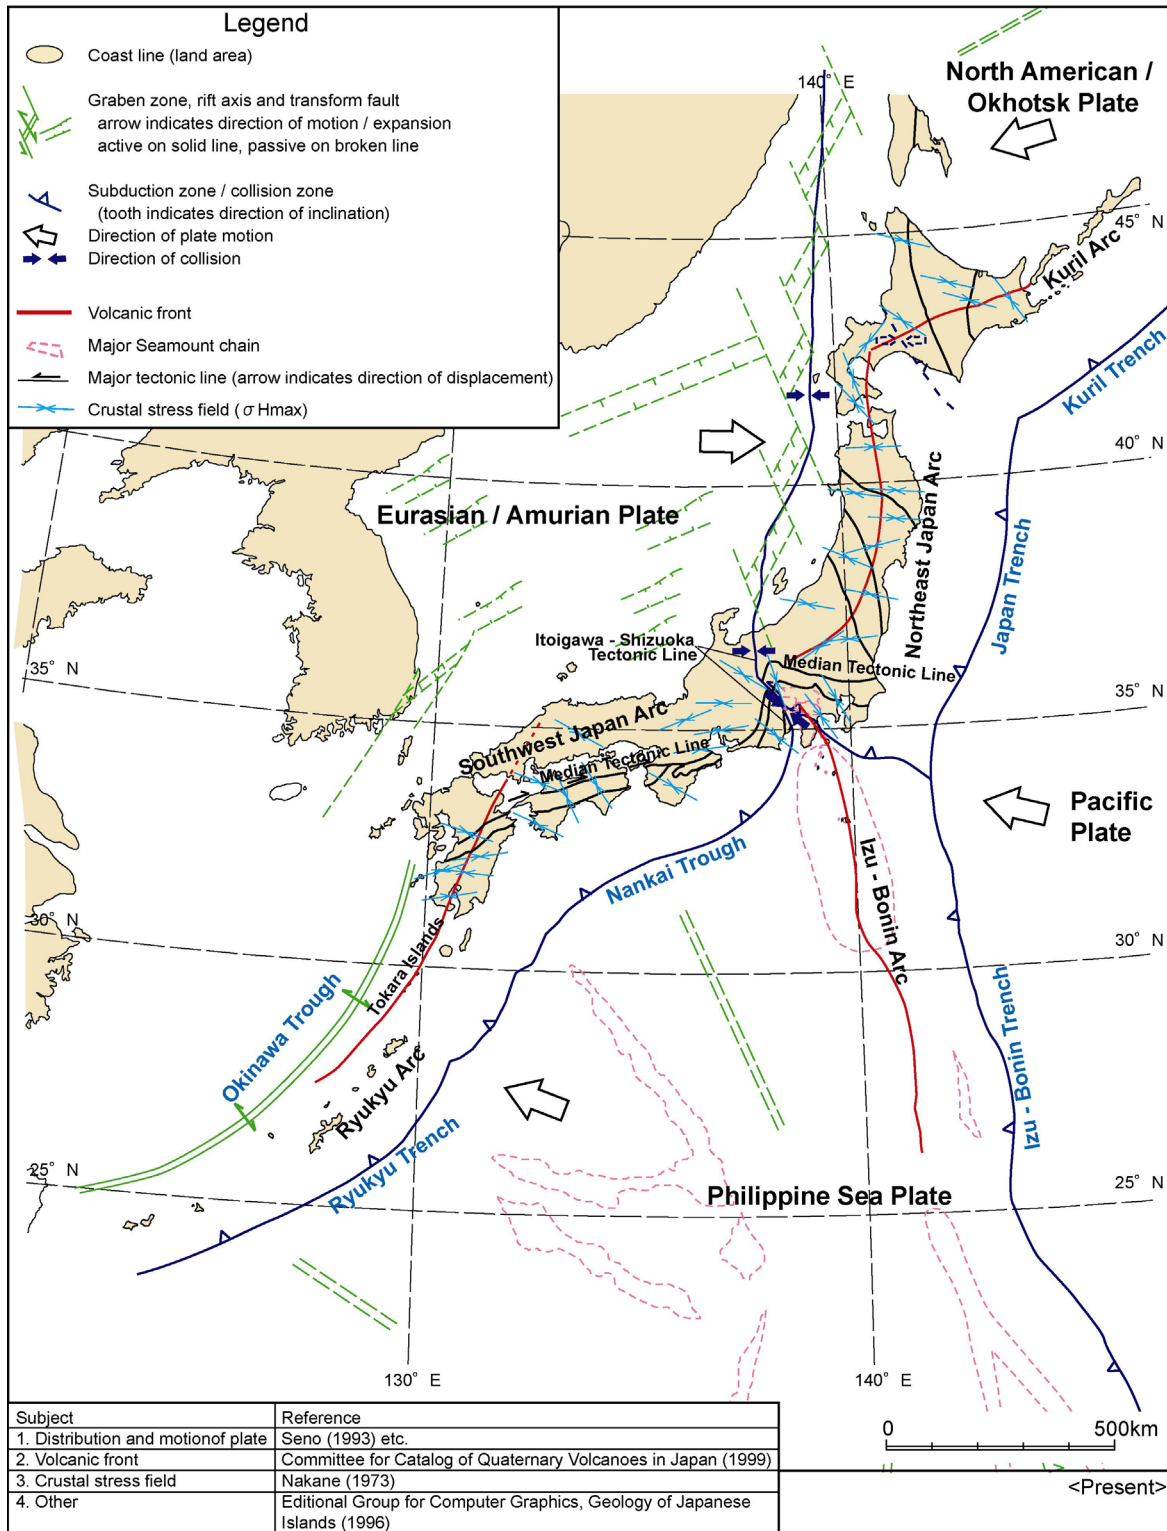 Legend
Coast line (land area)
Graben zone, rift axis and transform fault
arrow indicates direction of motion / expansion
active on solid line, passive on broken line
Subduction zone / collision zone
(tooth indicates direction of inclination)
Direction of plate motion
Direction of collision
Volcanic front
Major Seamount chain
Major tectonic line (arrow indicates direction of displacement)
Crustal stress field (σHmax)
140° E
North American /
Okhotsk Plate
45° N
Kuril Arc
Kuril Trench
40° N
Eurasian / Amurian Plate
Northeast Japan Arc
Japan Trench
Itoigawa - Shizuoka
Tectonic Line
Median Tectonic Line
35° N
35° N
Southwest Japan Arc
Median Tectonic Line
Pacific
Plate
Nankai Trough
Izu - Bonin Arc
30° N
30° N
Tokara Islands
Okinawa Trough
Ryukyu Arc
Izu - Bonin Trench
Ryukyu Trench
25° N
25° N
Philippine Sea Plate
130° E
140° E
0 500km
<Present>
Subject Reference
1. Distribution and motionof plate Seno (1993) etc.
2. Volcanic front Committee for Catalog of Quaternary Volcanoes in Japan (1999)
3. Crustal stress field Nakane (1973)
4. Other Editional Group for Computer Graphics, Geology of Japanese
Islands (1996)